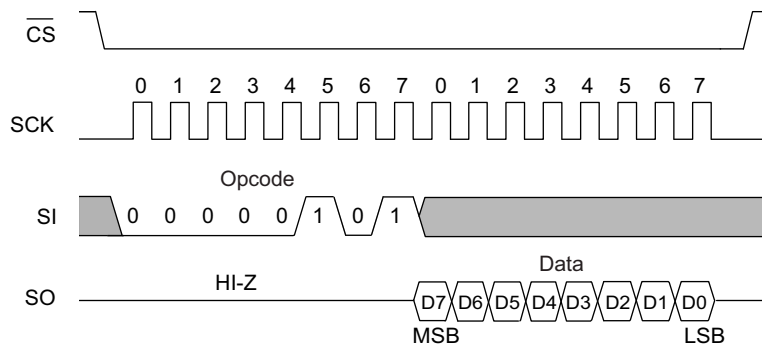 CS
0 1 2 3 4 5 6 7 0 1 2 3 4 5 6 7
SCK
Opcode
SI 0 0 0 0 0 1 0 1
Data
HI-Z
SO D7 D6 D5 D4 D3 D2 D1 D0
MSB LSB